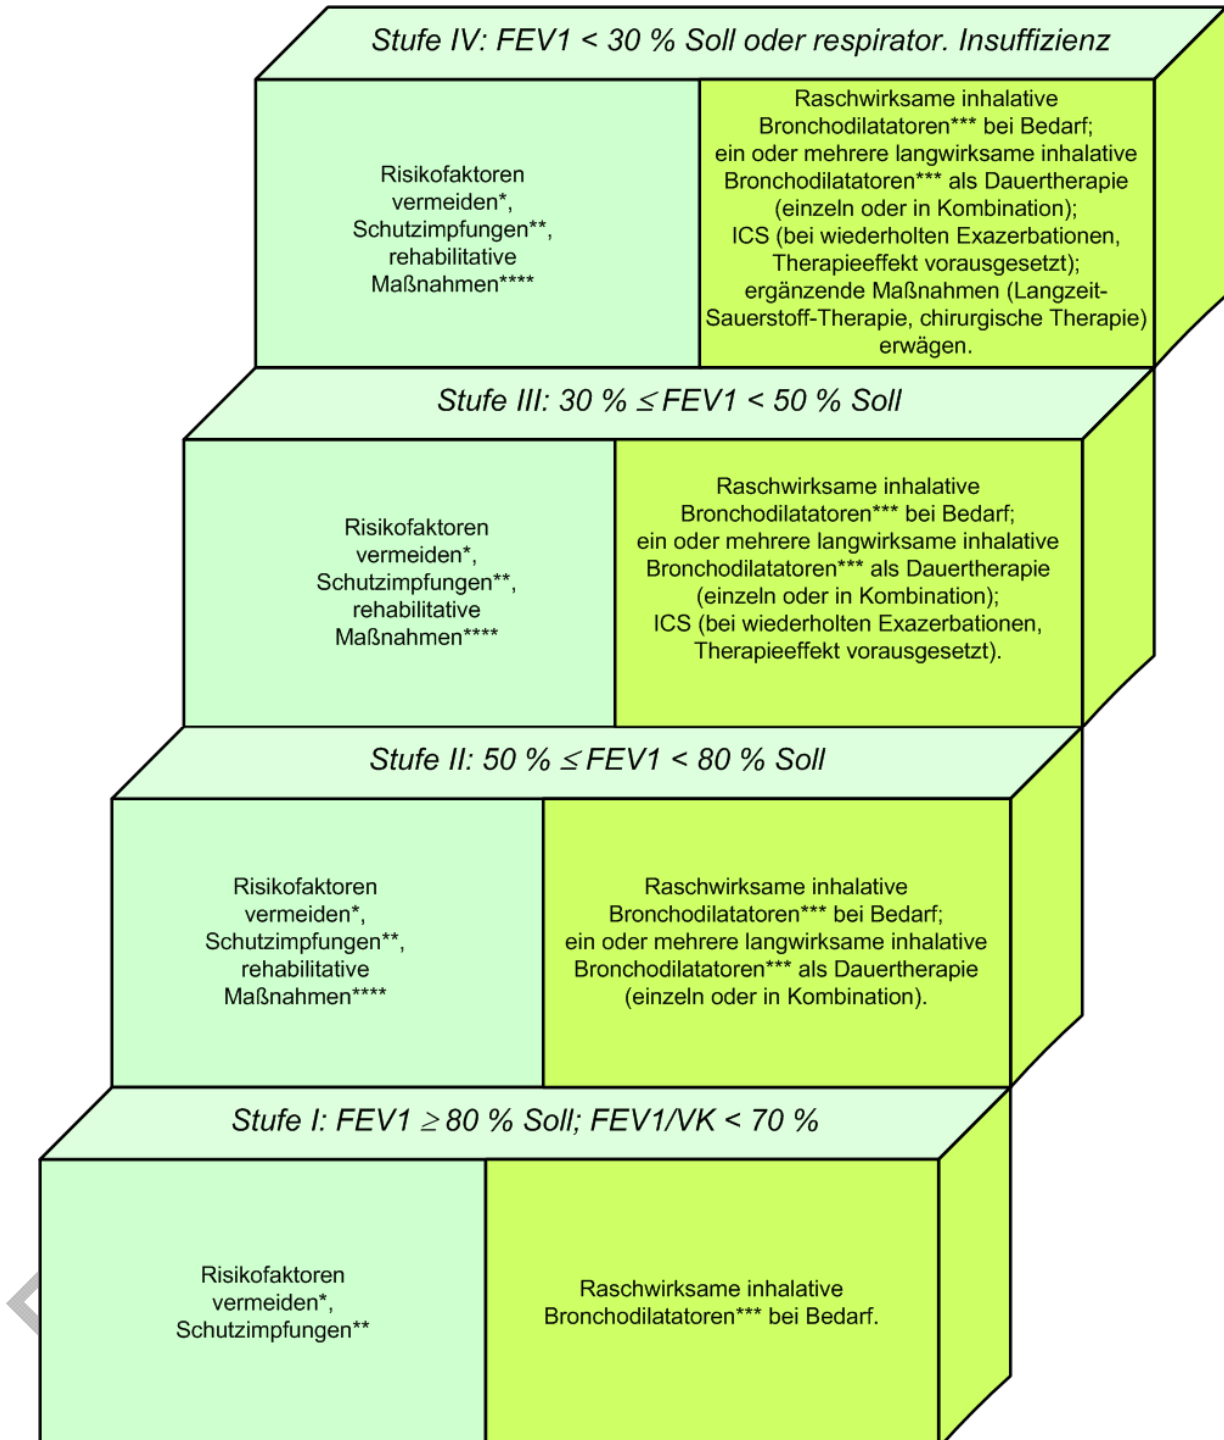 Stufe IV: FEV1 < 30 % Soll oder respirator. Insuffizienz
Risikofaktoren
vermeiden*,
Schutzimpfungen**,
rehabilitative
Maßnahmen****
Raschwirksame inhalative
Bronchodilatatoren*** bei Bedarf;
ein oder mehrere langwirksame inhalative
Bronchodilatatoren*** als Dauertherapie
(einzeln oder in Kombination);
ICS (bei wiederholten Exazerbationen,
Therapieeffekt vorausgesetzt);
ergänzende Maßnahmen (Langzeit-
Sauerstoff-Therapie, chirurgische Therapie)
erwägen.
Stufe III: 30 % ≤ FEV1 < 50 % Soll
Risikofaktoren
vermeiden*,
Schutzimpfungen**,
rehabilitative
Maßnahmen****
Raschwirksame inhalative
Bronchodilatatoren*** bei Bedarf;
ein oder mehrere langwirksame inhalative
Bronchodilatatoren*** als Dauertherapie
(einzeln oder in Kombination);
ICS (bei wiederholten Exazerbationen,
Therapieeffekt vorausgesetzt).
Stufe II: 50 % ≤ FEV1 < 80 % Soll
Risikofaktoren
vermeiden*,
Schutzimpfungen**,
rehabilitative
Maßnahmen****
Raschwirksame inhalative
Bronchodilatatoren*** bei Bedarf;
ein oder mehrere langwirksame inhalative
Bronchodilatatoren*** als Dauertherapie
(einzeln oder in Kombination).
Stufe I: FEV1 ≥ 80 % Soll; FEV1/VK < 70 %
Risikofaktoren
vermeiden*,
Schutzimpfungen**
Raschwirksame inhalative
Bronchodilatatoren*** bei Bedarf.